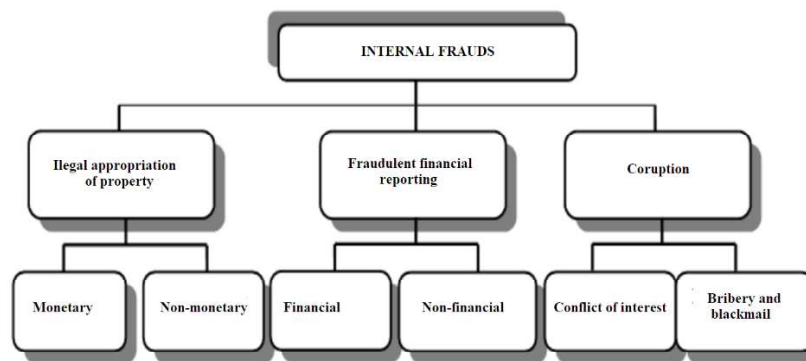 INTERNAL FRAUDS
Ilegal appropriation
of property
Fraudulent financial
reporting
Coruption
Monetary
Non-monetary
Financial
Non-financial
Conflict of interest
Bribery and
blackmail